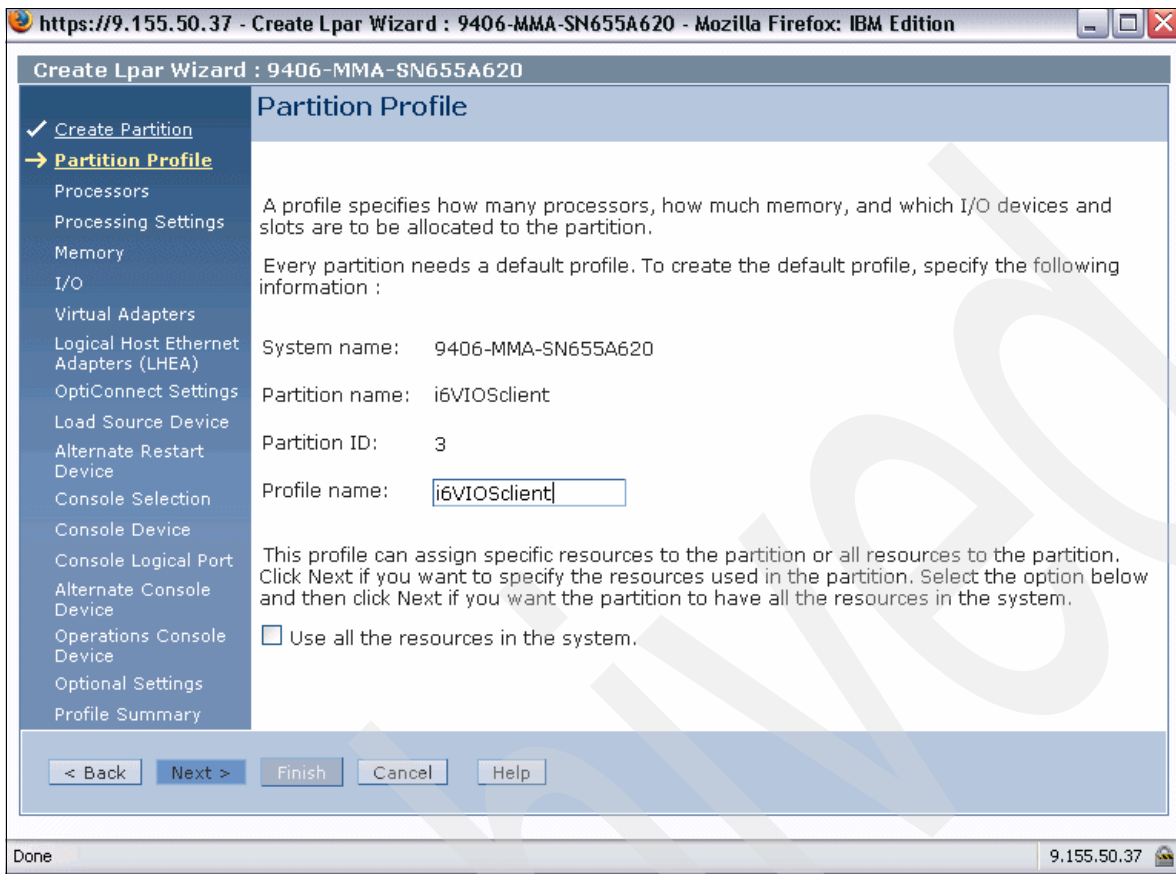 https://9.155.50.37 - Create Lpar Wizard : 9406-MMA-SN655A620 - Mozilla Firefox: IBM Edition
Create Lpar Wizard : 9406-MMA-SN655A620
Create Partition
Partition Profile
Processors
Processing Settings
Memory
I/O
Virtual Adapters
Logical Host Ethernet
Adapters (LHEA)
OptiConnect Settings
Load Source Device
Alternate Restart
Device
Console Selection
Console Device
Console Logical Port
Alternate Console
Device
Operations Console
Device
Optional Settings
Profile Summary
Partition Profile
A profile specifies how many processors, how much memory, and which I/O devices and
slots are to be allocated to the partition.
Every partition needs a default profile. To create the default profile, specify the following
information :
System name: 9406-MMA-SN655A620
Partition name: i6VIOSclient
Partition ID: 3
Profile name: i6VIOSclient
This profile can assign specific resources to the partition or all resources to the partition.
Click Next if you want to specify the resources used in the partition. Select the option below
and then click Next if you want the partition to have all the resources in the system.
Use all the resources in the system.
< Back Next > Finish Cancel Help
Done 9.155.50.37